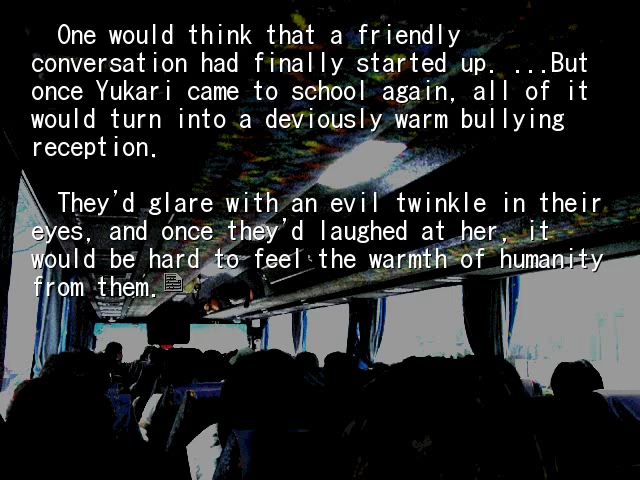 One would think that a friendly
conversation had finally started up. ...But
once Yukari came to school again, all of it
would turn into a deviously warm bullying
reception.
They'd glare with an evil twinkle in their
eyes, and once they'd laughed at her, it
would be hard to feel the warmth of humanity
from them.